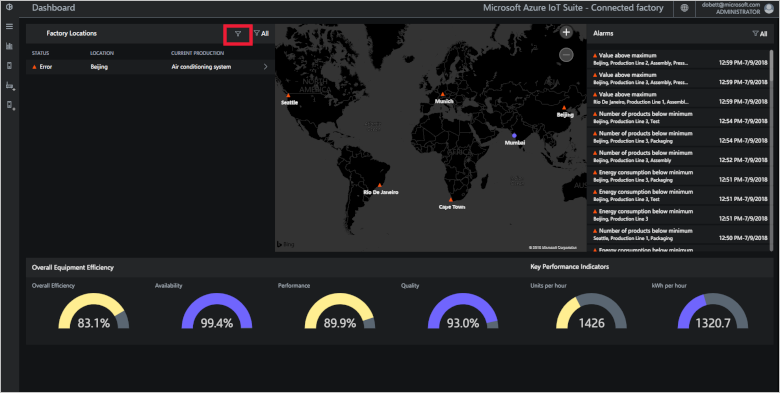 Dashboard
Microsoft Azure IoT Suite - Connected factory
dobett@microsoft.com
ADMINISTRATOR
Factory Locations
All
STATUS LOCATION CURRENT PRODUCTION
Error Beijing Air conditioning system
NORTH
AMERICA
AFRICA
AUS
Seattle
Munich
Beijing
Mumbai
Rio De Janeiro
Cape Town
Bing
© 2018 Microsoft Corporation
Alarms
All
Value above maximum
Beijing, Production Line 2, Assembly, Press... 12:59 PM-7/9/2018
Value above maximum
Beijing, Production Line 3, Assembly, Press... 12:59 PM-7/9/2018
Value above maximum
Rio De Janeiro, Production Line 1, Assembl... 12:59 PM-7/9/2018
Number of products below minimum
Beijing, Production Line 3, Test 12:54 PM-7/9/2018
Number of products below minimum
Beijing, Production Line 3, Packaging 12:54 PM-7/9/2018
Number of products below minimum
Beijing, Production Line 3, Assembly 12:52 PM-7/9/2018
Energy consumption below minimum
Beijing, Production Line 3, Packaging 12:51 PM-7/9/2018
Energy consumption below minimum
Beijing, Production Line 3, Test 12:51 PM-7/9/2018
Energy consumption below minimum
Beijing, Production Line 3 12:51 PM-7/9/2018
Number of products below minimum
Seattle, Production Line 1, Packaging 12:50 PM-7/9/2018
Energy consumption below minimum
Overall Equipment Efficiency
Key Performance Indicators
Overall Efficiency Availability Performance Quality Units per hour kWh per hour
83.1% 99.4% 89.9% 93.0% 1426 1320.7